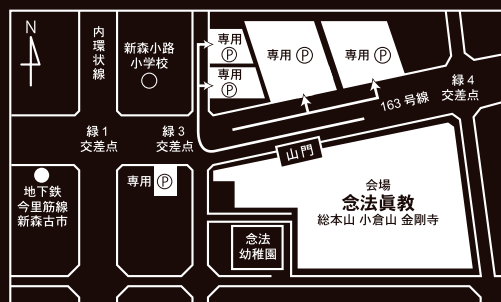 N
内環状線
新森小路
小学校
専用 P
専用 P
専用 P
専用 P
緑4
交差点
163号線
緑1
交差点
緑3
交差点
山門
専用 P
地下鉄
今里筋線
新森古市
会場
念法眞教
総本山 小倉山 金剛寺
念法
幼稚園